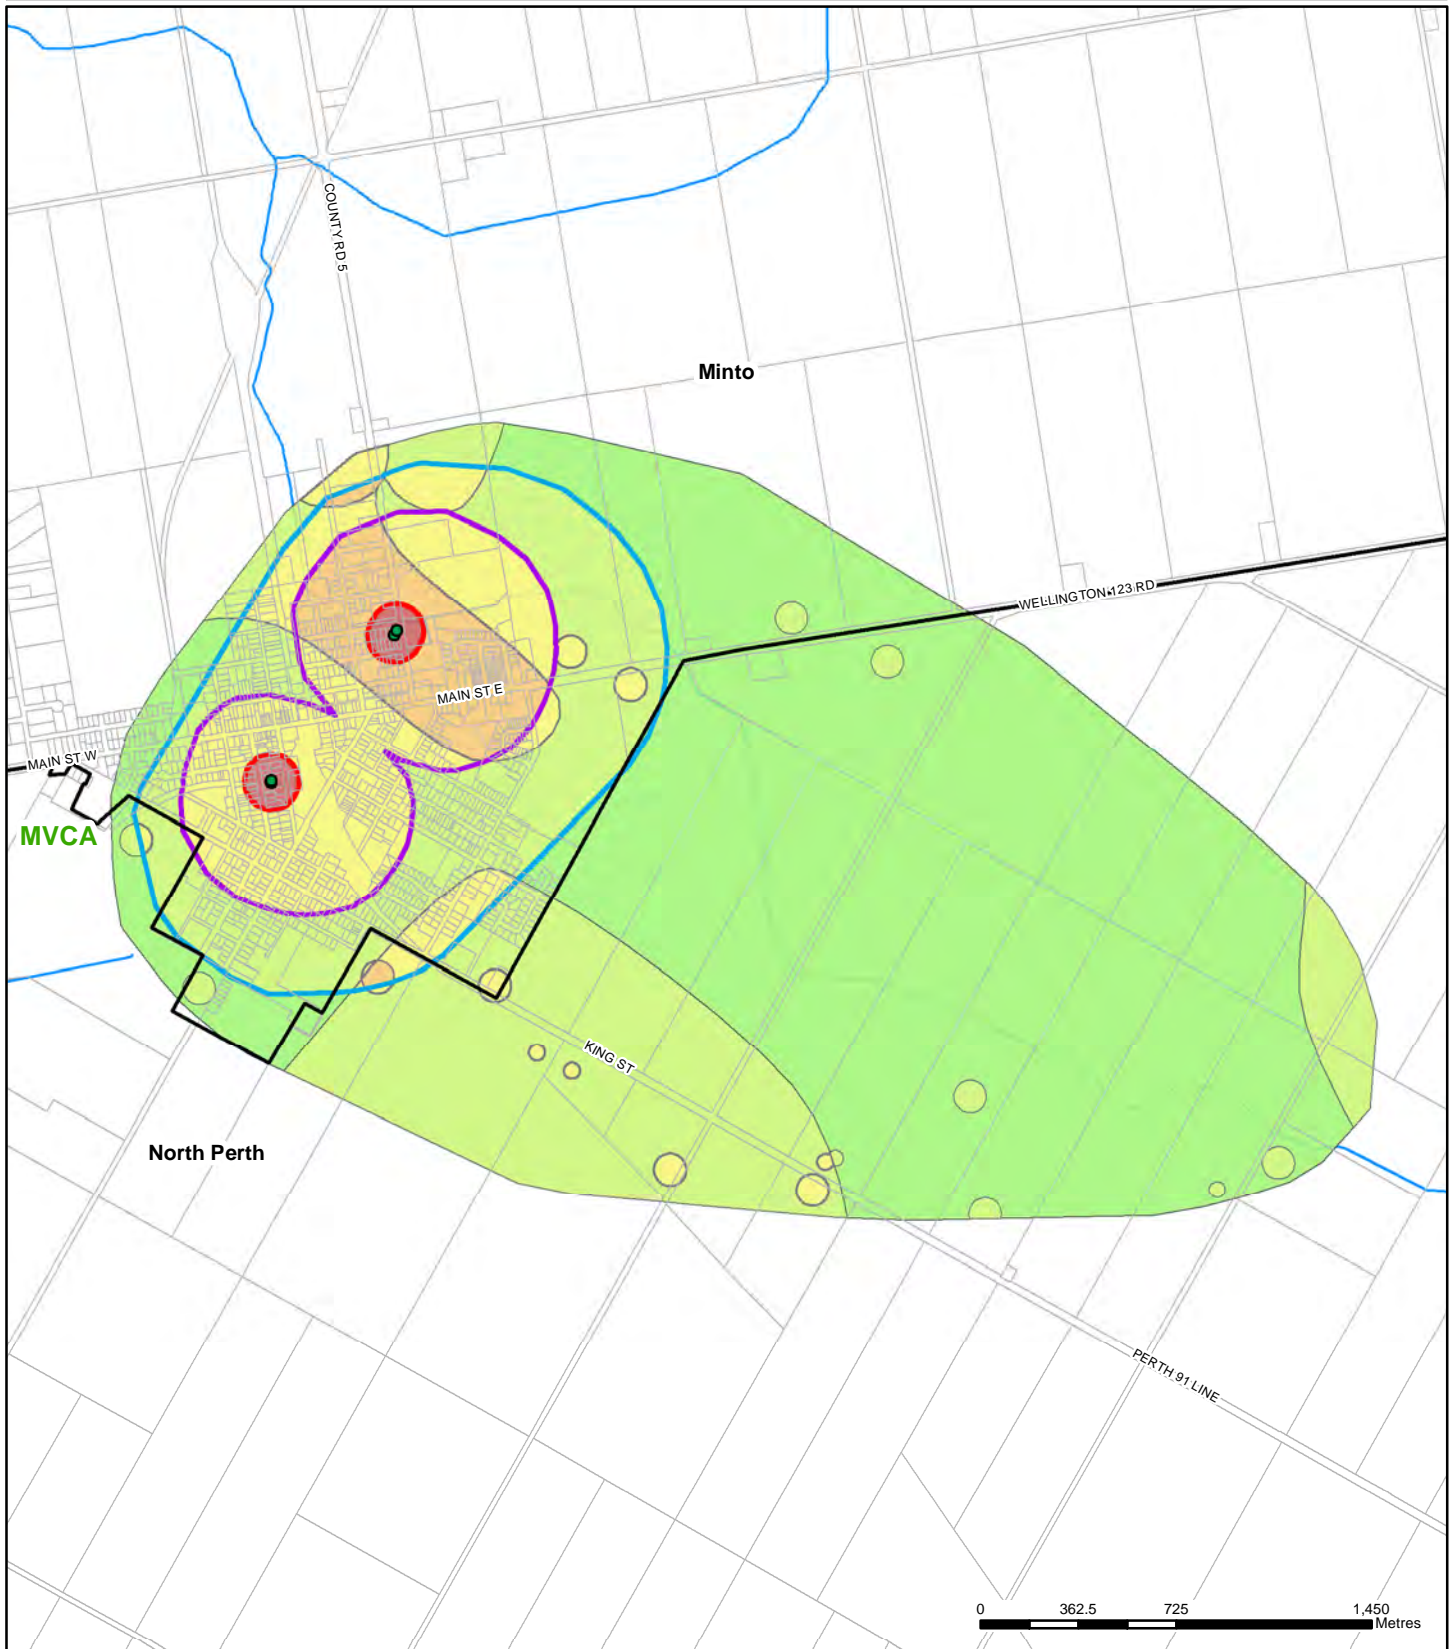 COUNTY RD 5
Minto
WELLINGTON 123 RD
MAIN ST E
MAIN ST W
MVCA
KING ST
North Perth
PERTH 91 LINE
0 362.5 725 1,450
Metres